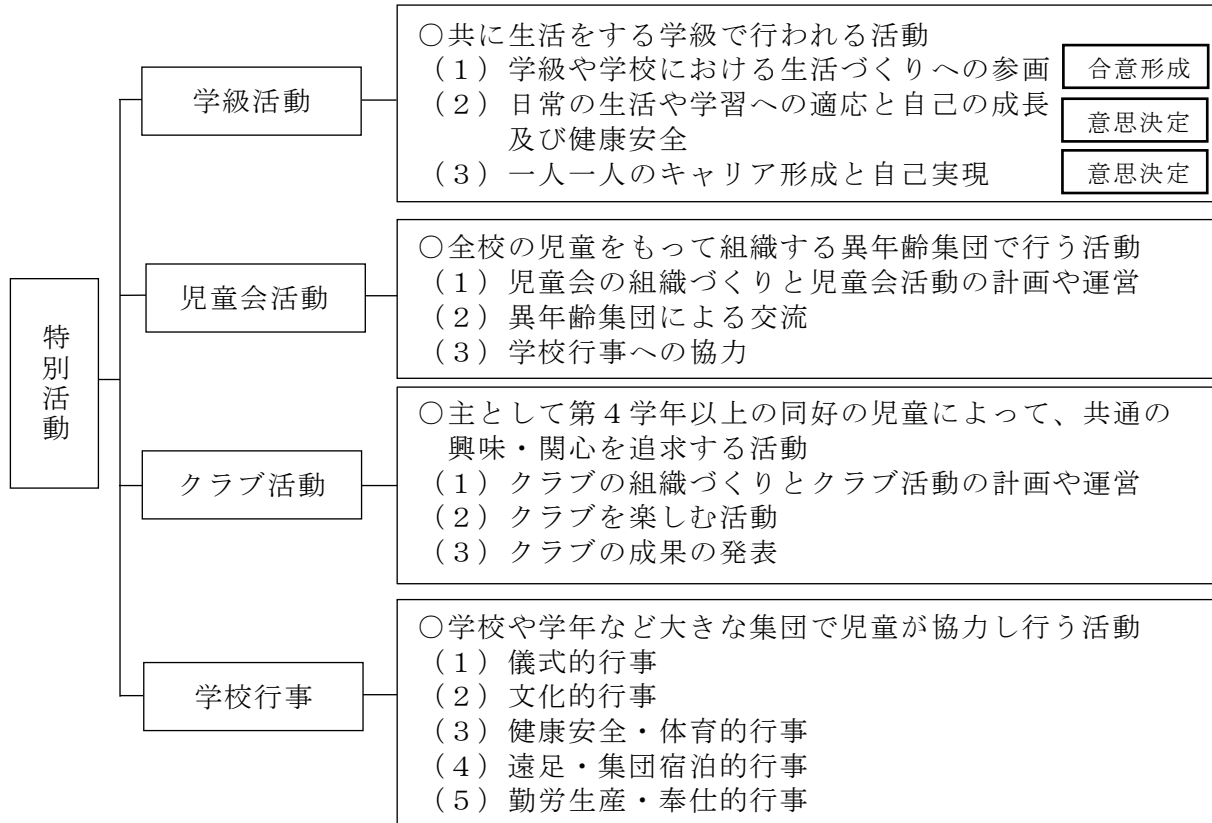 特別活動
学級活動
○共に生活をする学級で行われる活動
（１）学級や学校における生活づくりへの参画
合意形成
（２）日常の生活や学習への適応と自己の成長
及び健康安全
意思決定
（３）一人一人のキャリア形成と自己実現
意思決定
児童会活動
○全校の児童をもって組織する異年齢集団で行う活動
（１）児童会の組織づくりと児童会活動の計画や運営
（２）異年齢集団による交流
（３）学校行事への協力
クラブ活動
○主として第４学年以上の同好の児童によって、共通の
興味・関心を追求する活動
（１）クラブの組織づくりとクラブ活動の計画や運営
（２）クラブを楽しむ活動
（３）クラブの成果の発表
学校行事
○学校や学年など大きな集団で児童が協力し行う活動
（１）儀式的行事
（２）文化的行事
（３）健康安全・体育的行事
（４）遠足・集団宿泊的行事
（５）勤労生産・奉仕的行事